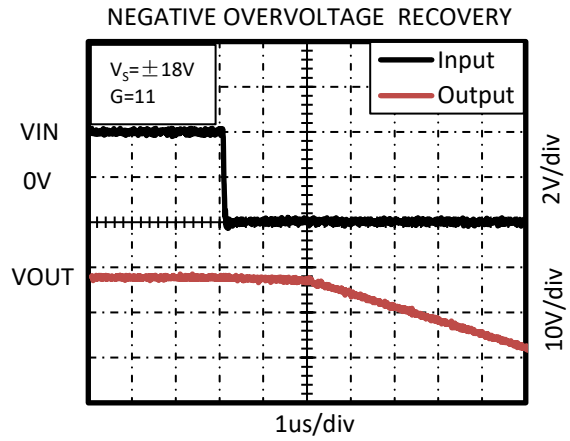 NEGATIVE OVERVOLTAGE RECOVERY
Vₛ=±18V
G=11
Input
Output
VIN
0V
VOUT
2V/div
10V/div
1us/div